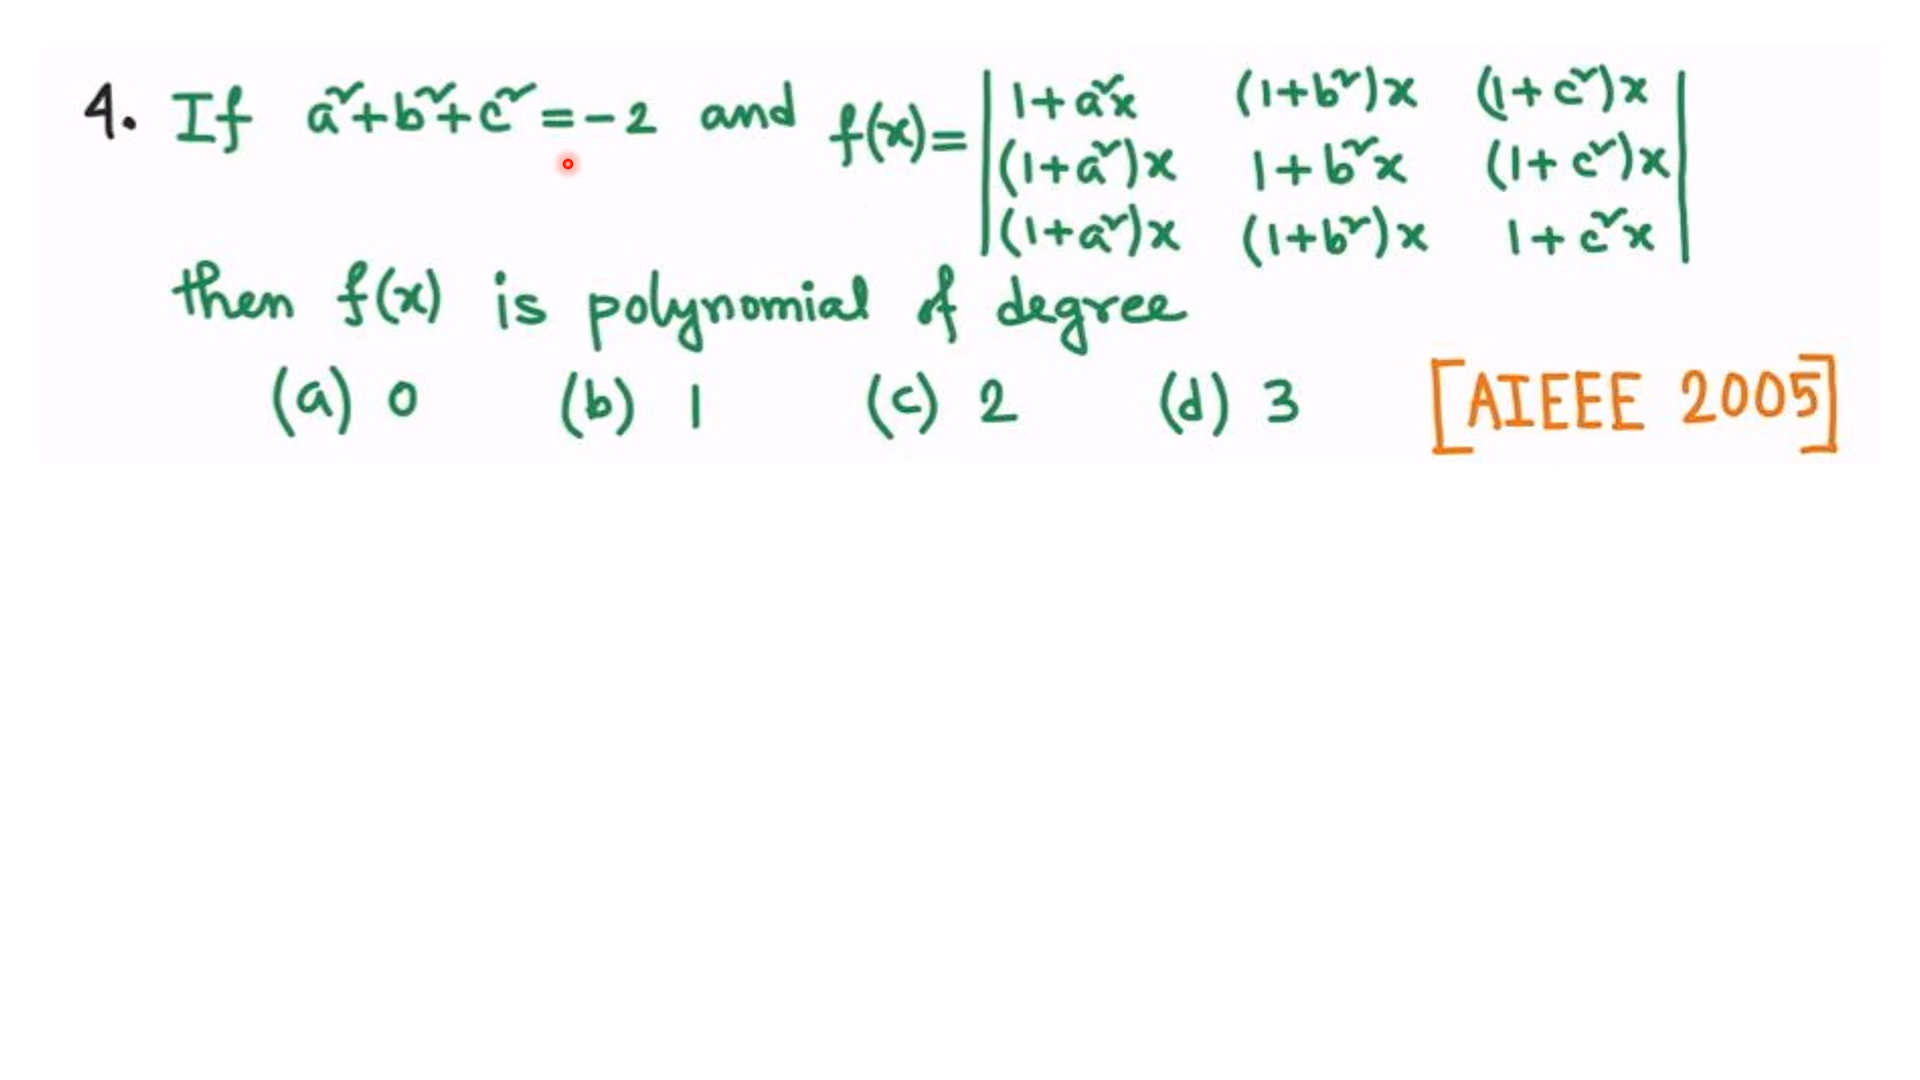 4. If a²+b²+c²=-2 and f(x)= | 1+a²x (1+b²)x (1+c²)x |
| (1+a²)x 1+b²x (1+c²)x |
| (1+a²)x (1+b²)x 1+c²x |
then f(x) is polynomial of degree
(a) 0 (b) 1 (c) 2 (d) 3 [AIEEE 2005]